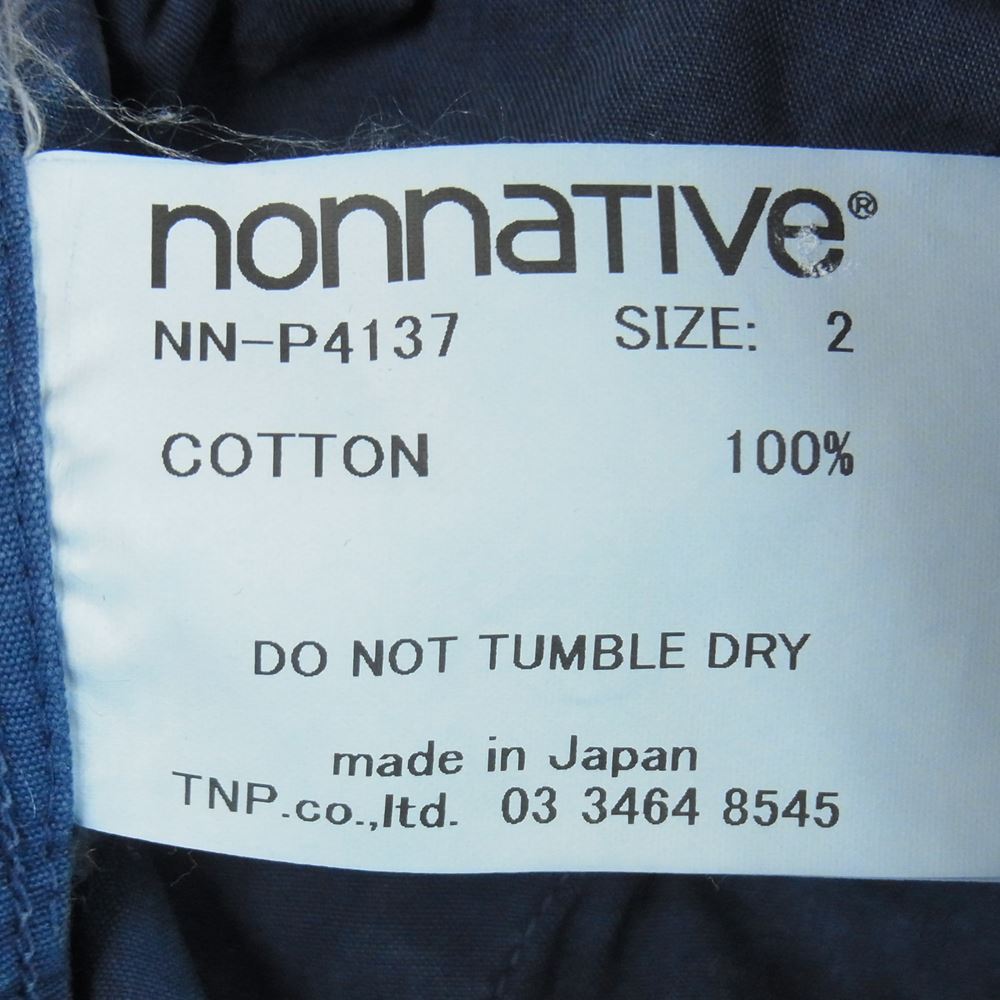 nonnaTIVe®
NN-P4137 SIZE: 2
COTTON 100%
DO NOT TUMBLE DRY
made in Japan
TNP.co.,ltd. 03 3464 8545